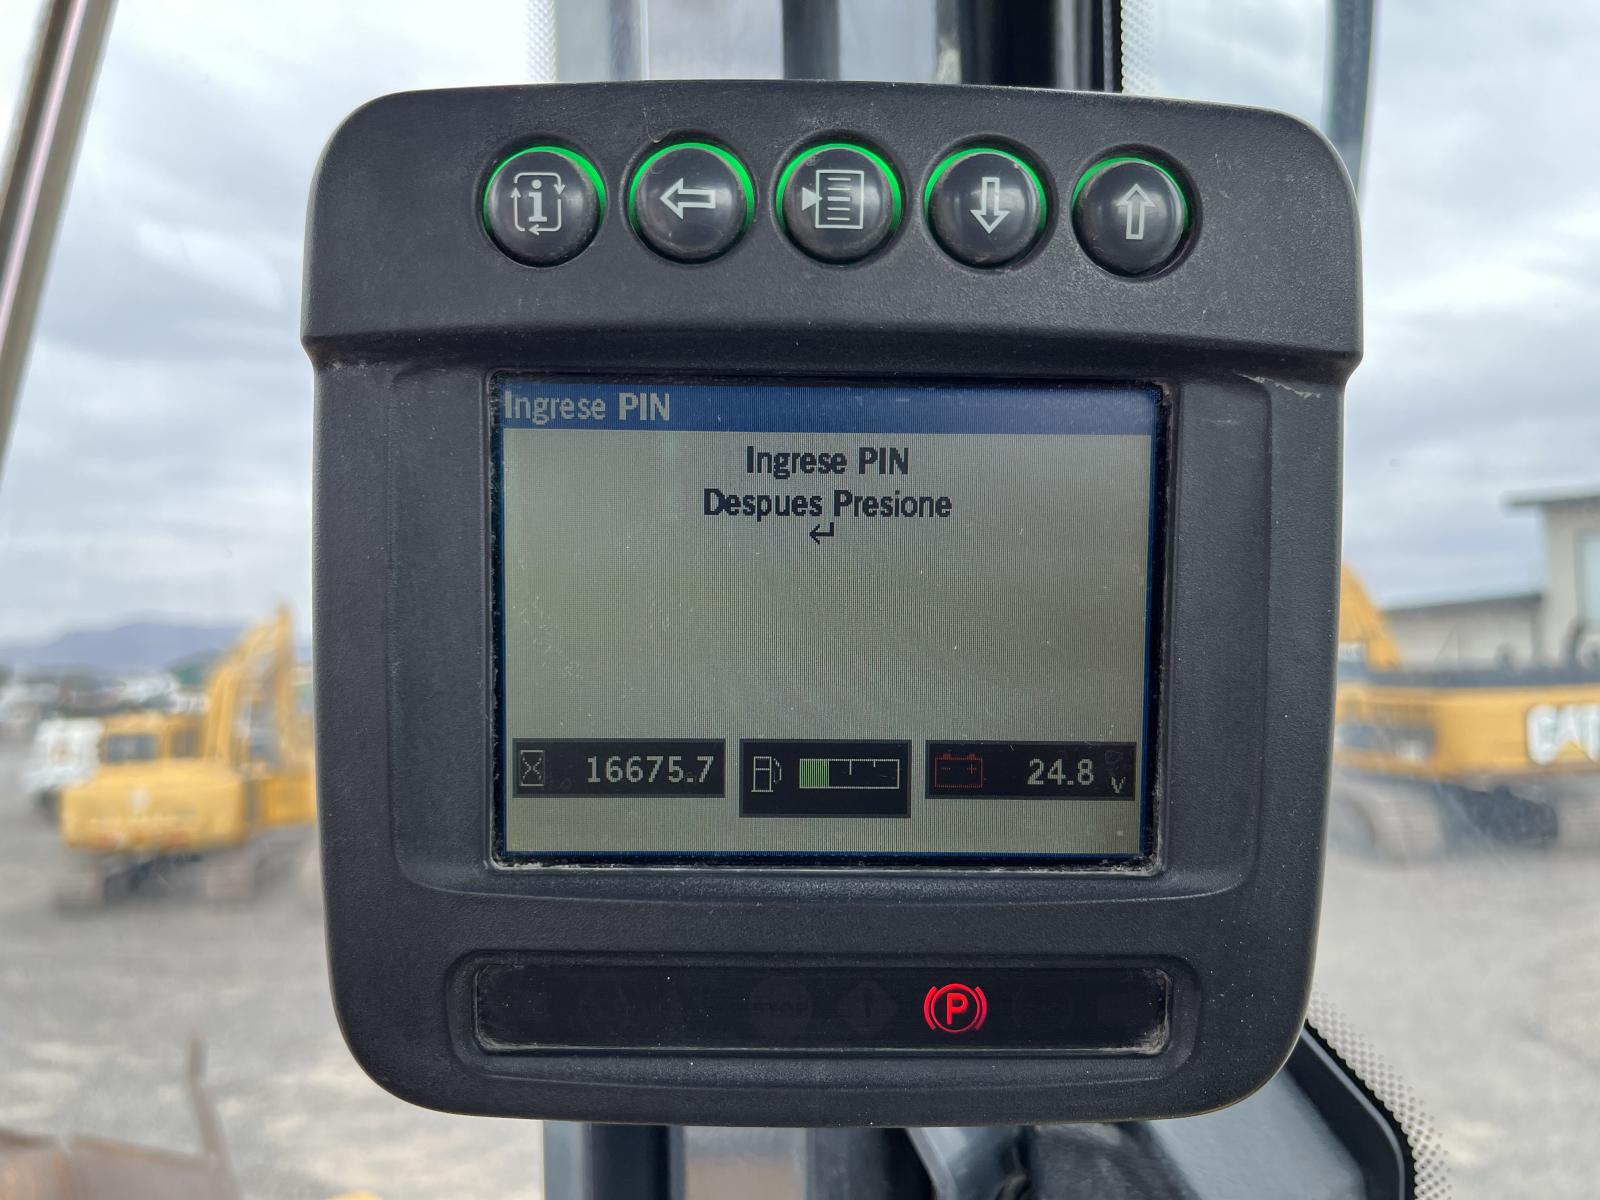 Ingrese PIN
Ingrese PIN
Despues Presione
↵
16675.7
24.8 V
P
CAT